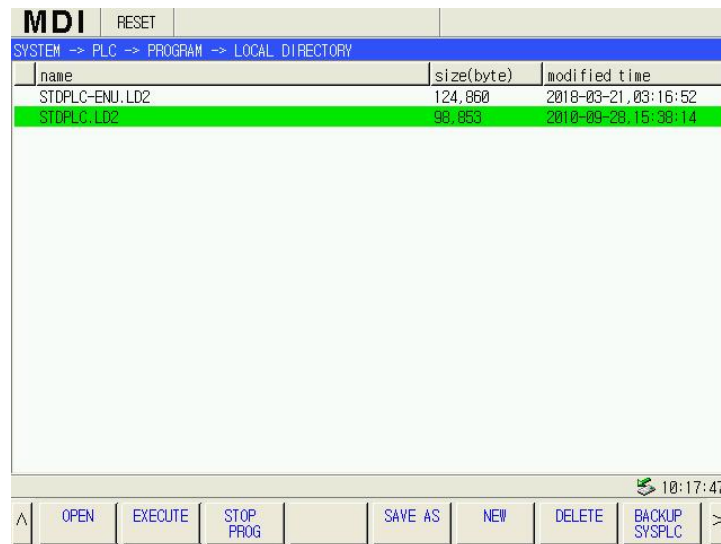 MDI RESET
SYSTEM -> PLC -> PROGRAM -> LOCAL DIRECTORY
name size(byte) modified time
STDPLC-ENU.LD2 124,860 2018-03-21,03:16:52
STDPLC.LD2 98,853 2010-09-28,15:38:14
10:17:47
^ OPEN EXECUTE STOP PROG SAVE AS NEW DELETE BACKUP SYSPLC >